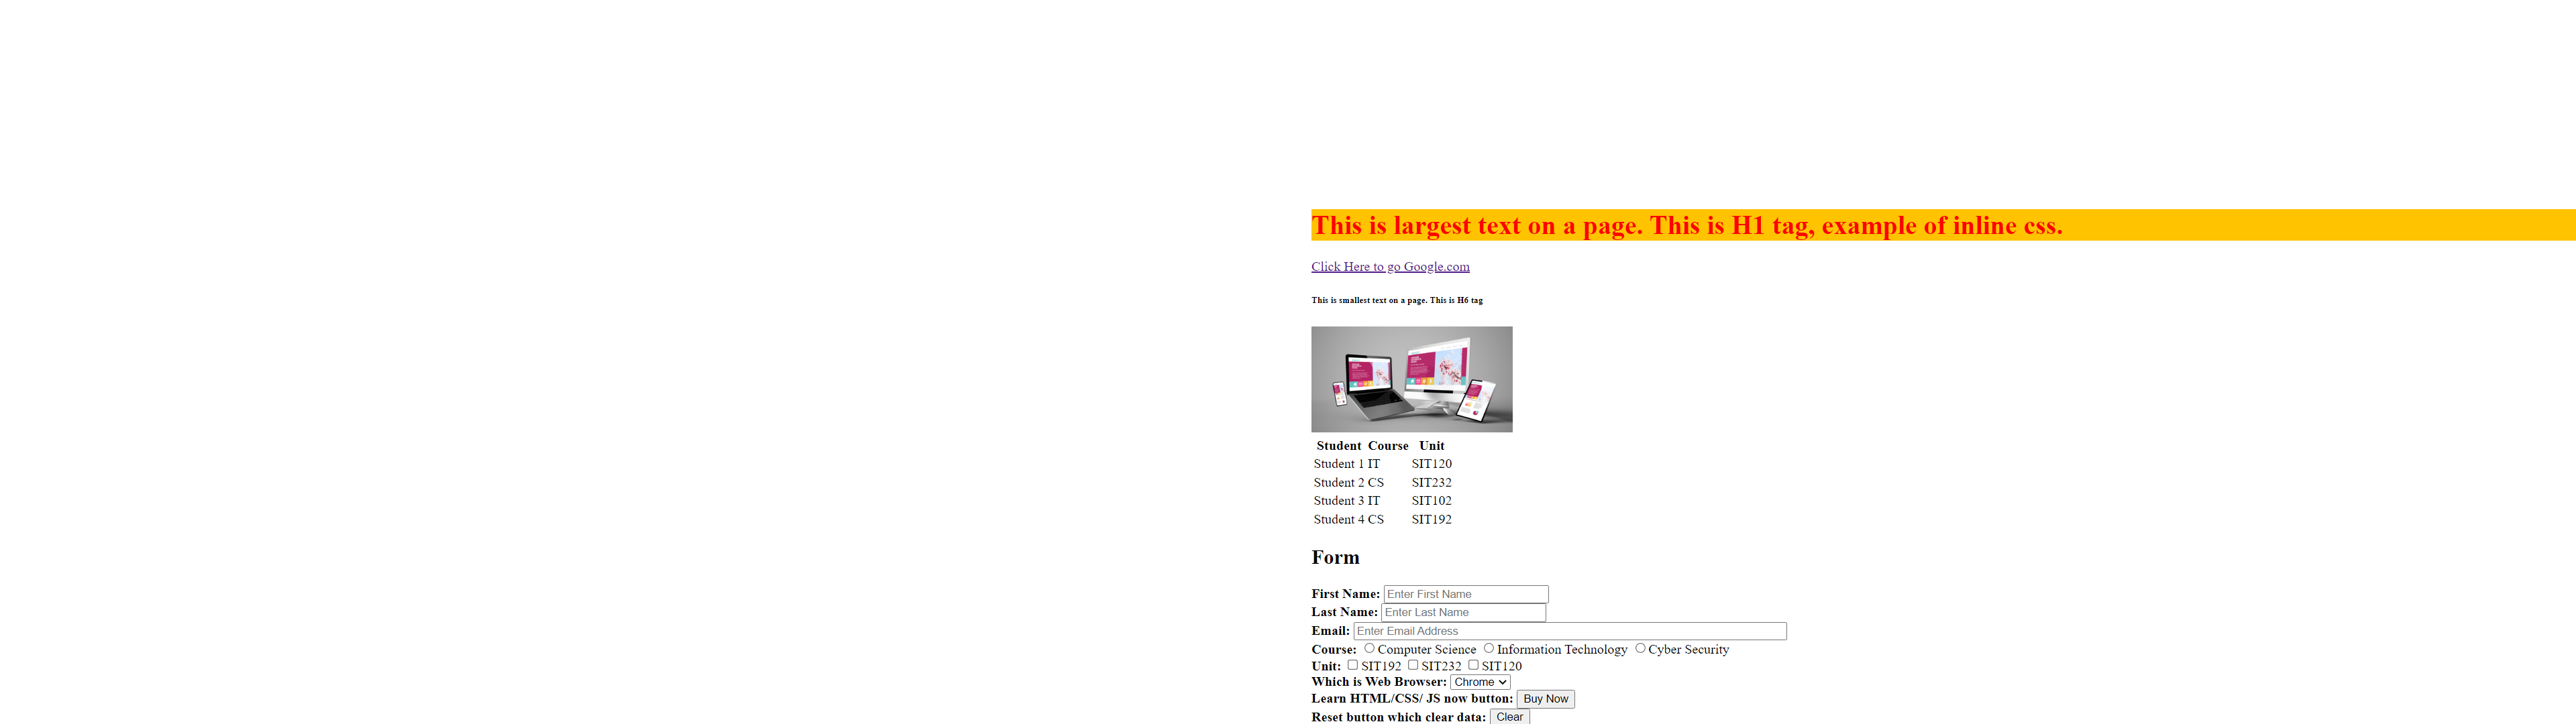 This is largest text on a page. This is H1 tag, example of inline css.
Click Here to go Google.com
This is smallest text on a page. This is H6 tag
Student Course Unit
Student 1 IT SIT120
Student 2 CS SIT232
Student 3 IT SIT102
Student 4 CS SIT192
Form
First Name: Enter First Name
Last Name: Enter Last Name
Email: Enter Email Address
Course: Computer Science Information Technology Cyber Security
Unit: SIT192 SIT232 SIT120
Which is Web Browser: Chrome
Learn HTML/CSS/ JS now button: Buy Now
Reset button which clear data: Clear